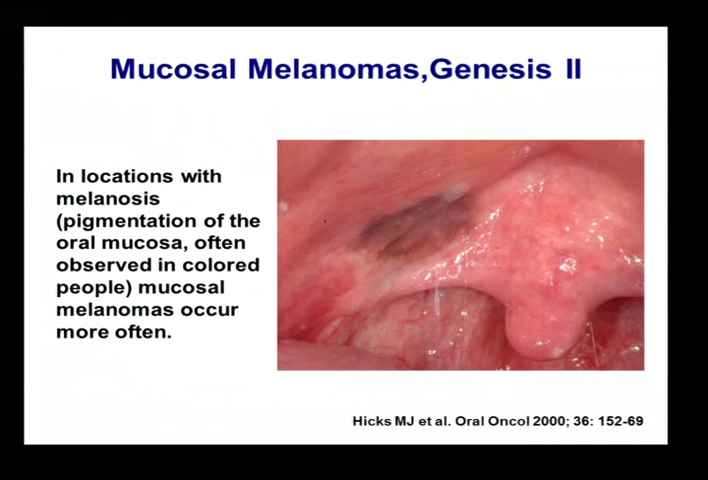 Mucosal Melanomas,Genesis II
In locations with
melanosis
(pigmentation of the
oral mucosa, often
observed in colored
people) mucosal
melanomas occur
more often.
Hicks MJ et al. Oral Oncol 2000; 36: 152-69